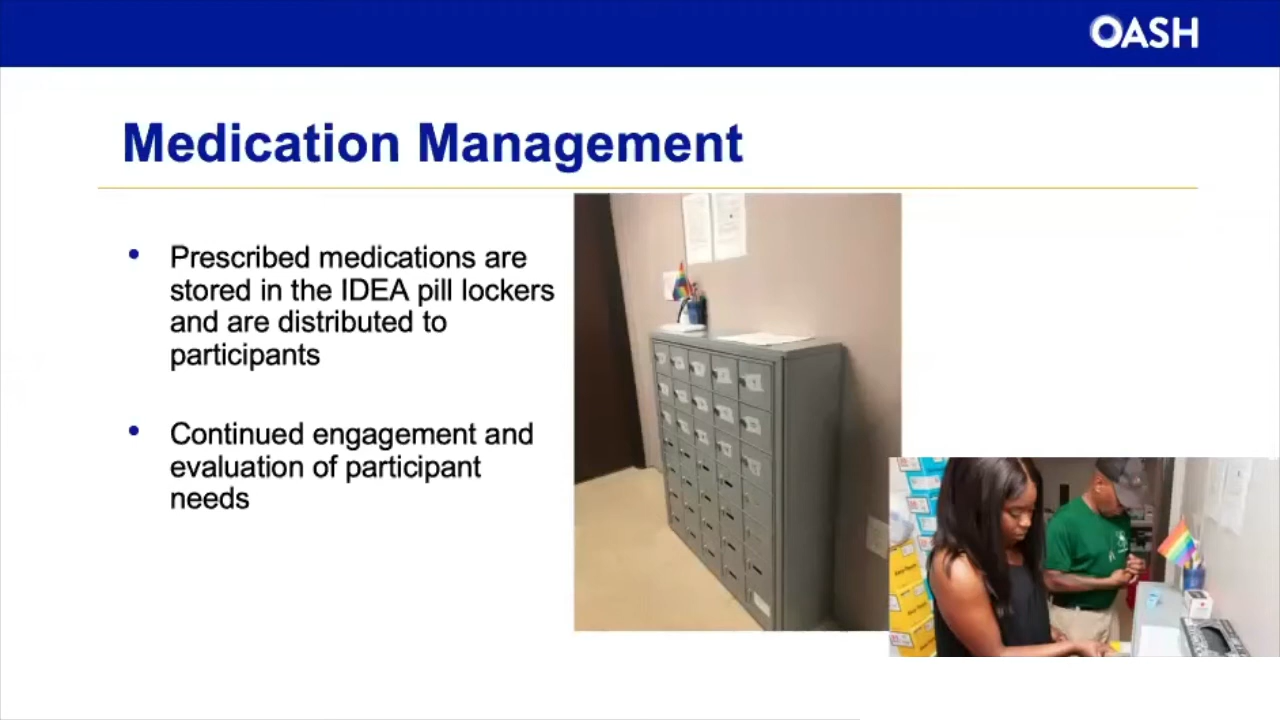 OASH
Medication Management
Prescribed medications are
stored in the IDEA pill lockers
and are distributed to
participants
Continued engagement and
evaluation of participant
needs